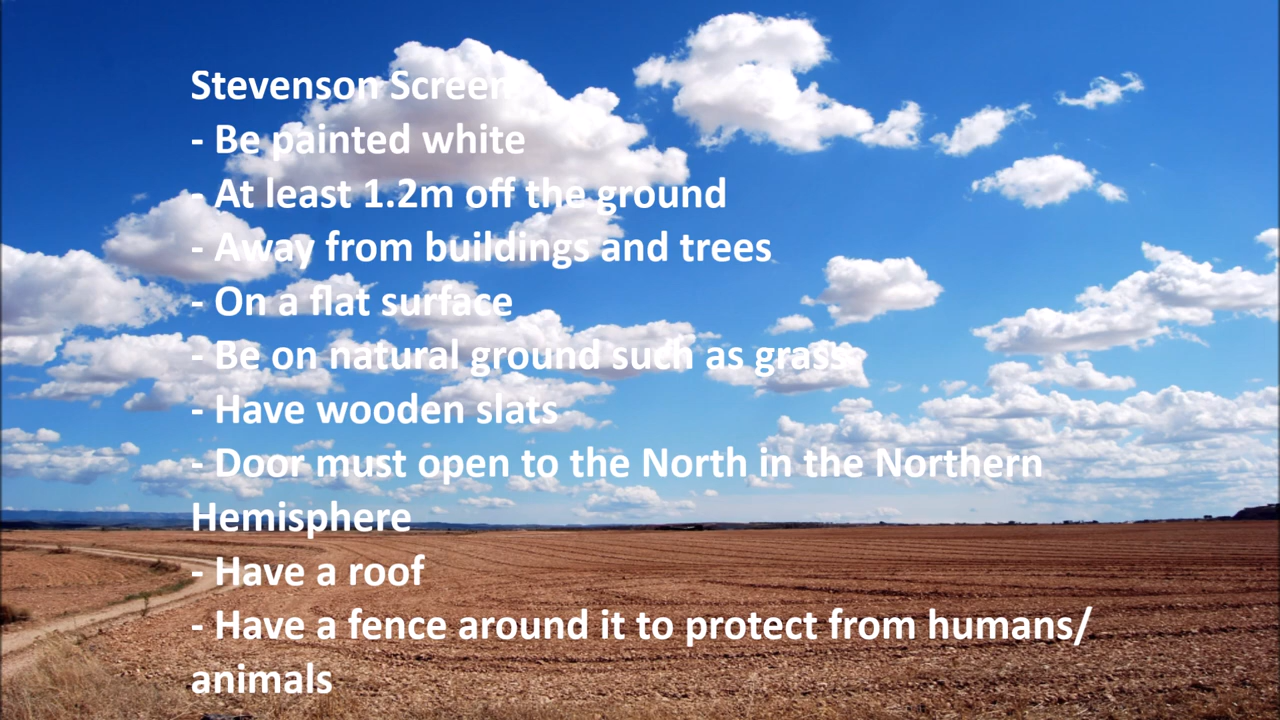 Stevenson Screen
- Be painted white
- At least 1.2m off the ground
- Away from buildings and trees
- On a flat surface
- Be on natural ground such as grass
- Have wooden slats
- Door must open to the North in the Northern
Hemisphere
- Have a roof
- Have a fence around it to protect from humans/
animals